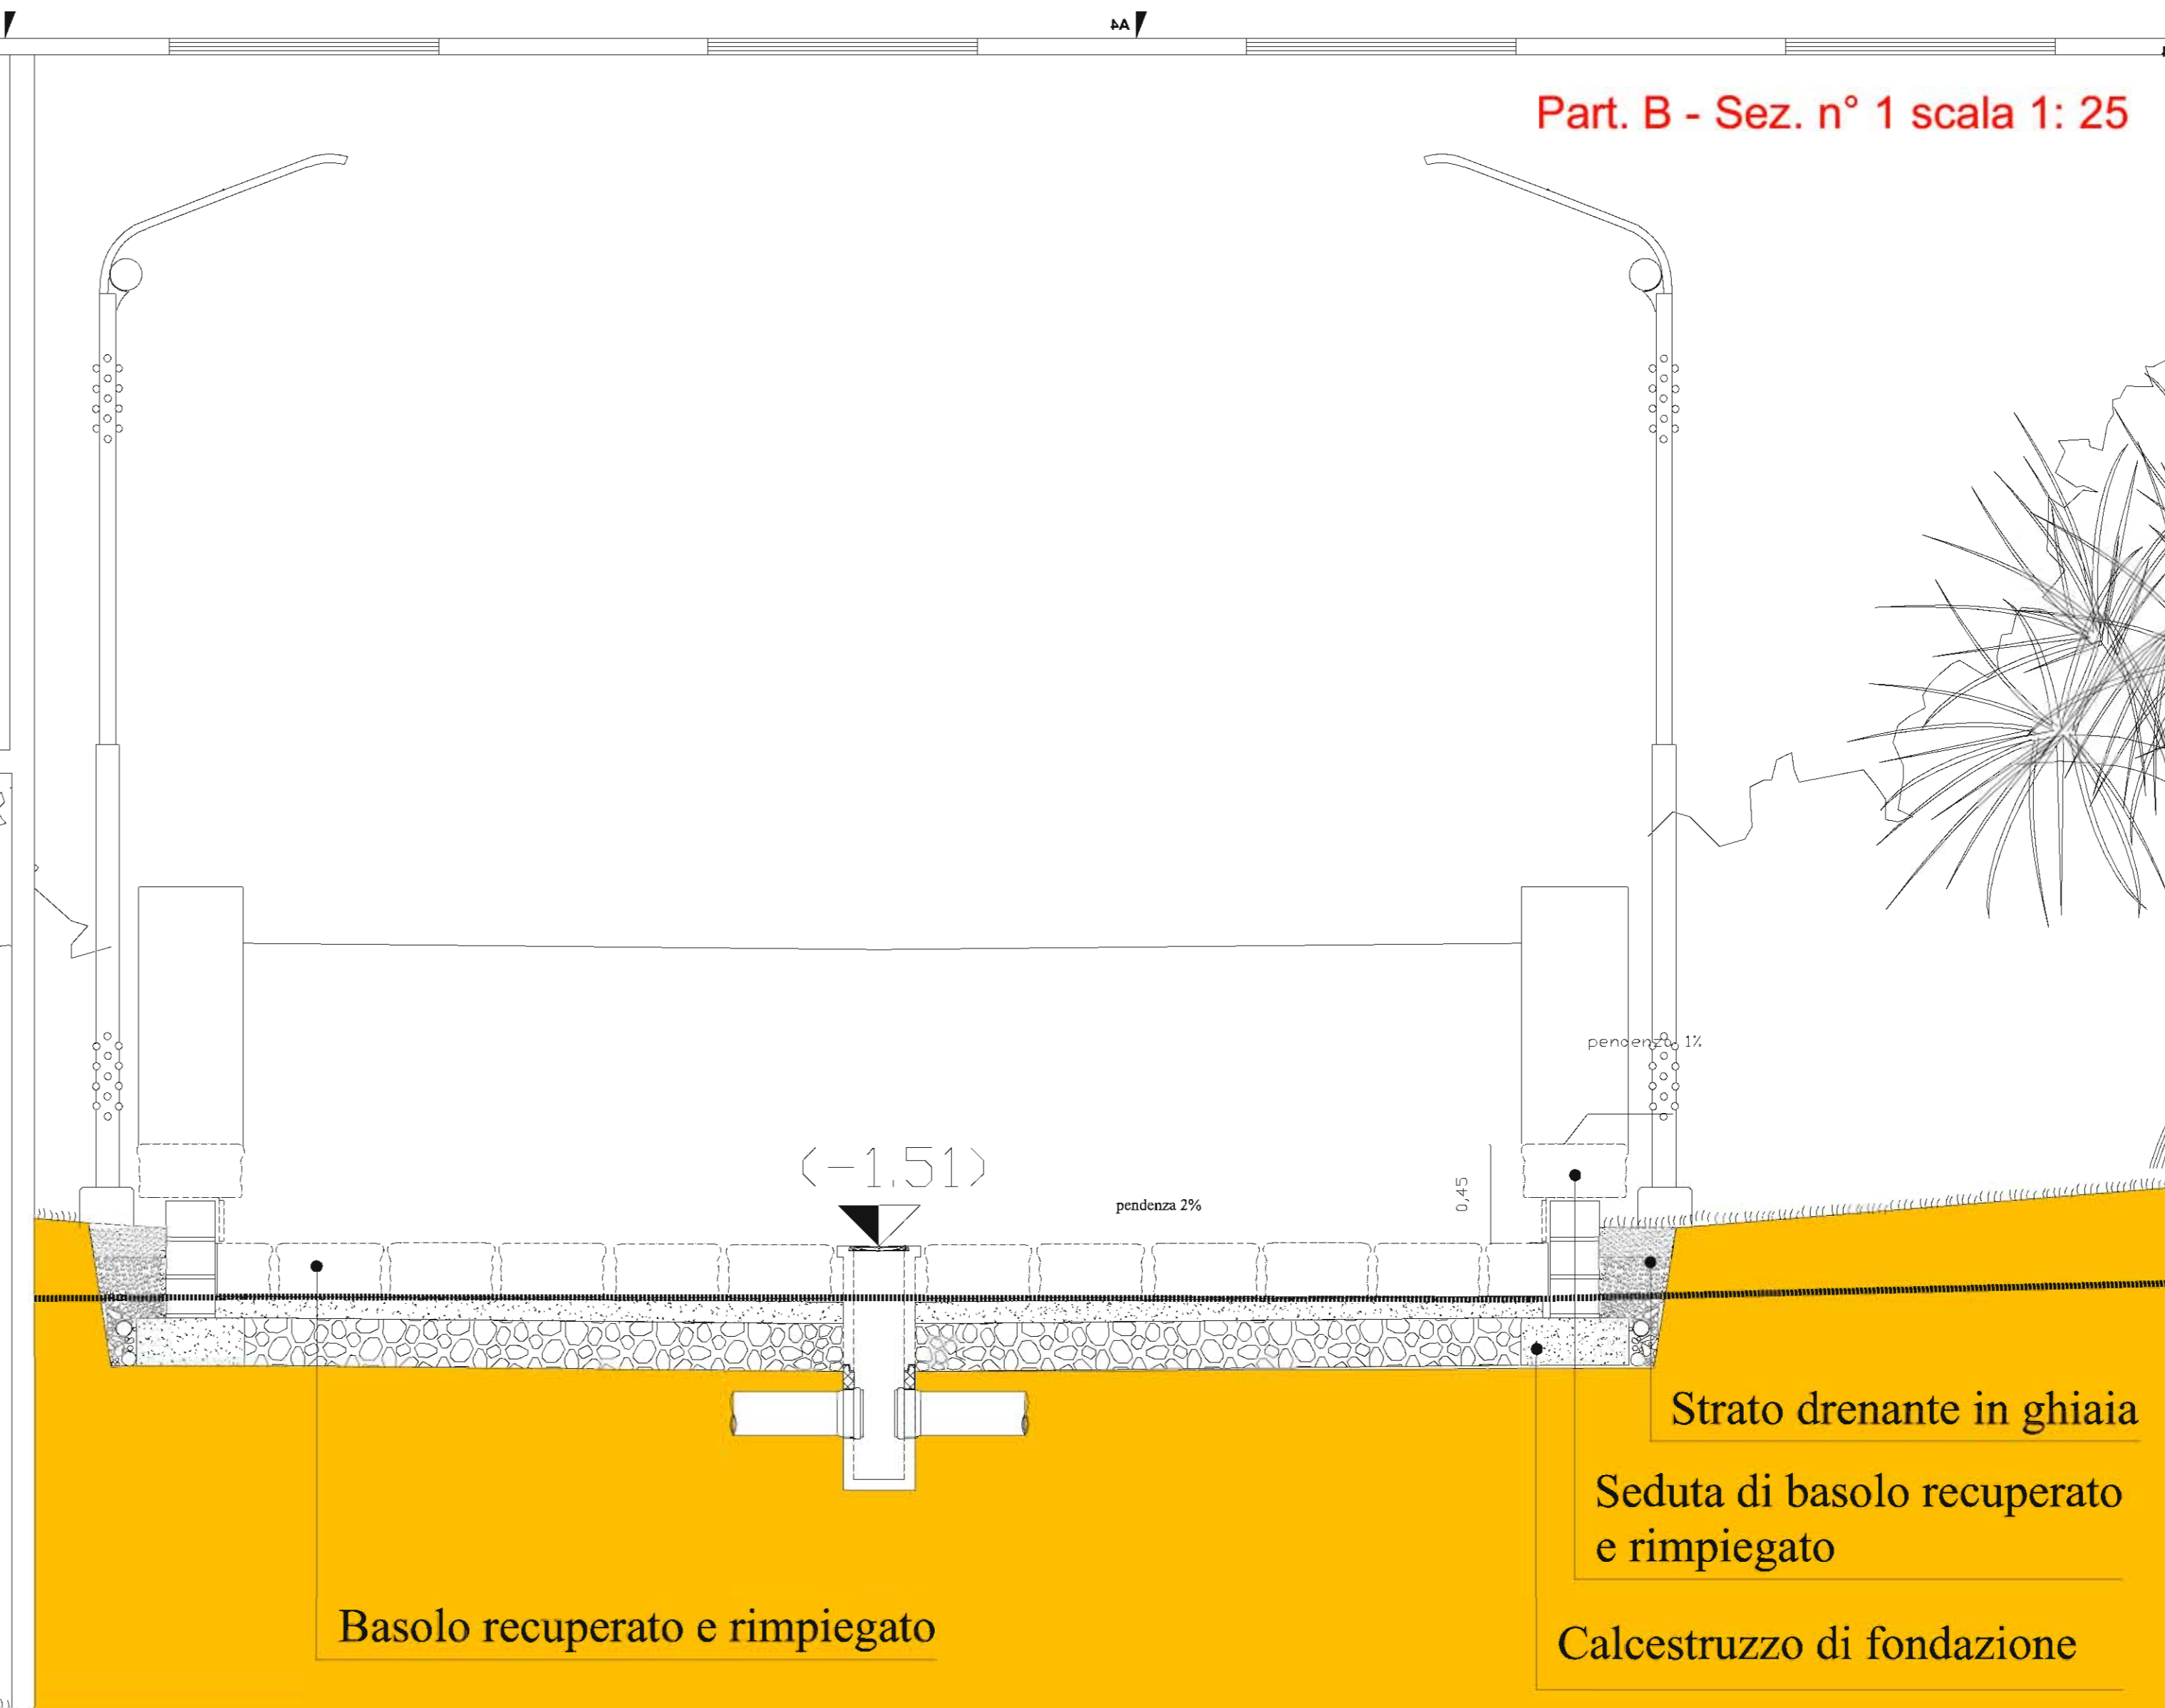 A4
Part. B - Sez. n° 1 scala 1: 25
pendenza 1%
(-1.51)
pendenza 2%
0,45
Strato drenante in ghiaia
Seduta di basolo recuperato
e rimpiegato
Basolo recuperato e rimpiegato
Calcestruzzo di fondazione